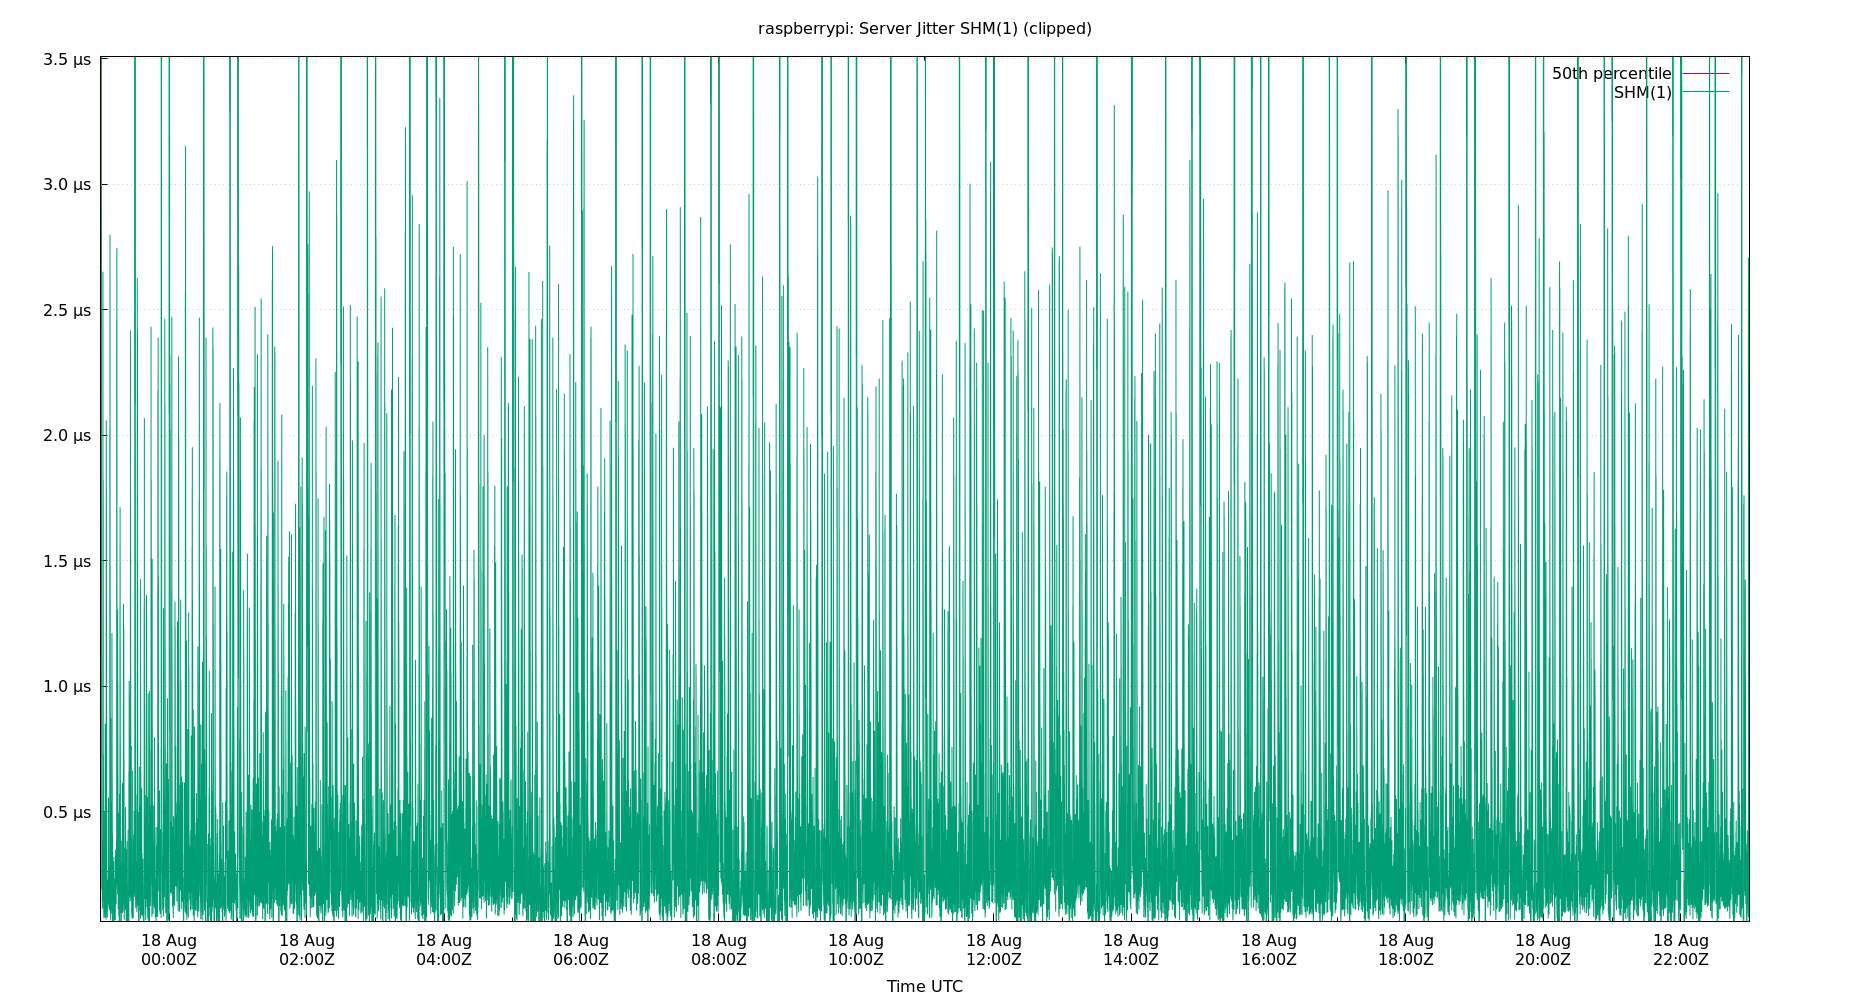 raspberrypi: Server Jitter SHM(1) (clipped)
3.5 µs
3.0 µs
2.5 µs
2.0 µs
1.5 µs
1.0 µs
0.5 µs
50th percentile
SHM(1)
18 Aug 18 Aug 18 Aug 18 Aug 18 Aug 18 Aug 18 Aug 18 Aug 18 Aug 18 Aug 18 Aug 18 Aug
00:00Z 02:00Z 04:00Z 06:00Z 08:00Z 10:00Z 12:00Z 14:00Z 16:00Z 18:00Z 20:00Z 22:00Z
Time UTC